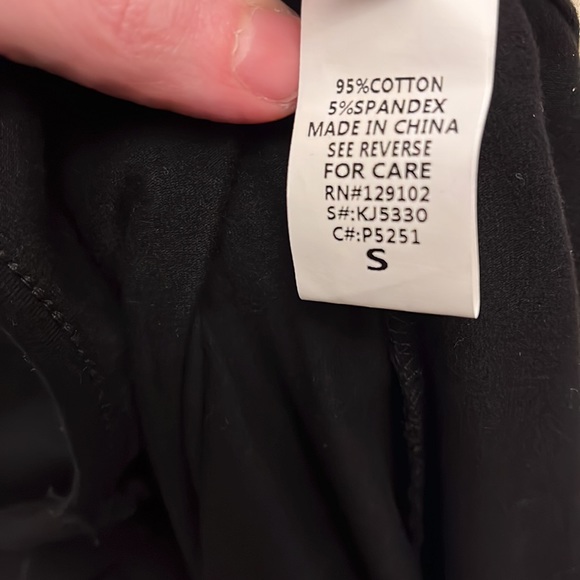 95%COTTON
5%SPANDEX
MADE IN CHINA
SEE REVERSE
FOR CARE
RN#129102
S#:KJ5330
C#:P5251
S